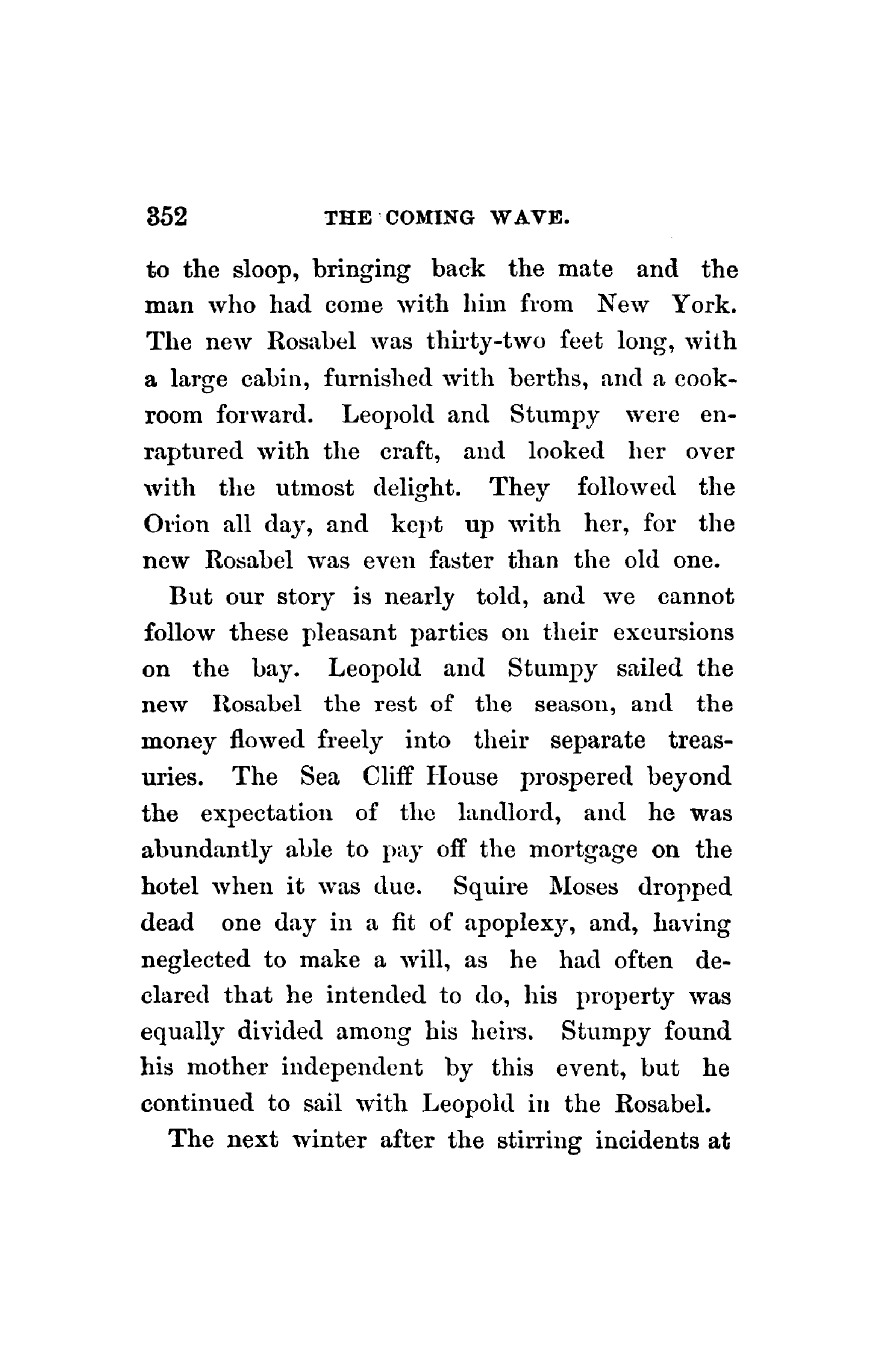 352 THE COMING WAVE.
to the sloop, bringing back the mate and the
man who had come with him from New York.
The new Rosabel was thirty-two feet long, with
a large cabin, furnished with berths, and a cook-
room forward. Leopold and Stumpy were en-
raptured with the craft, and looked her over
with the utmost delight. They followed the
Orion all day, and kept up with her, for the
new Rosabel was even faster than the old one.
But our story is nearly told, and we cannot
follow these pleasant parties on their excursions
on the bay. Leopold and Stumpy sailed the
new Rosabel the rest of the season, and the
money flowed freely into their separate treas-
uries. The Sea Cliff House prospered beyond
the expectation of the landlord, and he was
abundantly able to pay off the mortgage on the
hotel when it was due. Squire Moses dropped
dead one day in a fit of apoplexy, and, having
neglected to make a will, as he had often de-
clared that he intended to do, his property was
equally divided among his heirs. Stumpy found
his mother independent by this event, but he
continued to sail with Leopold in the Rosabel.
The next winter after the stirring incidents at